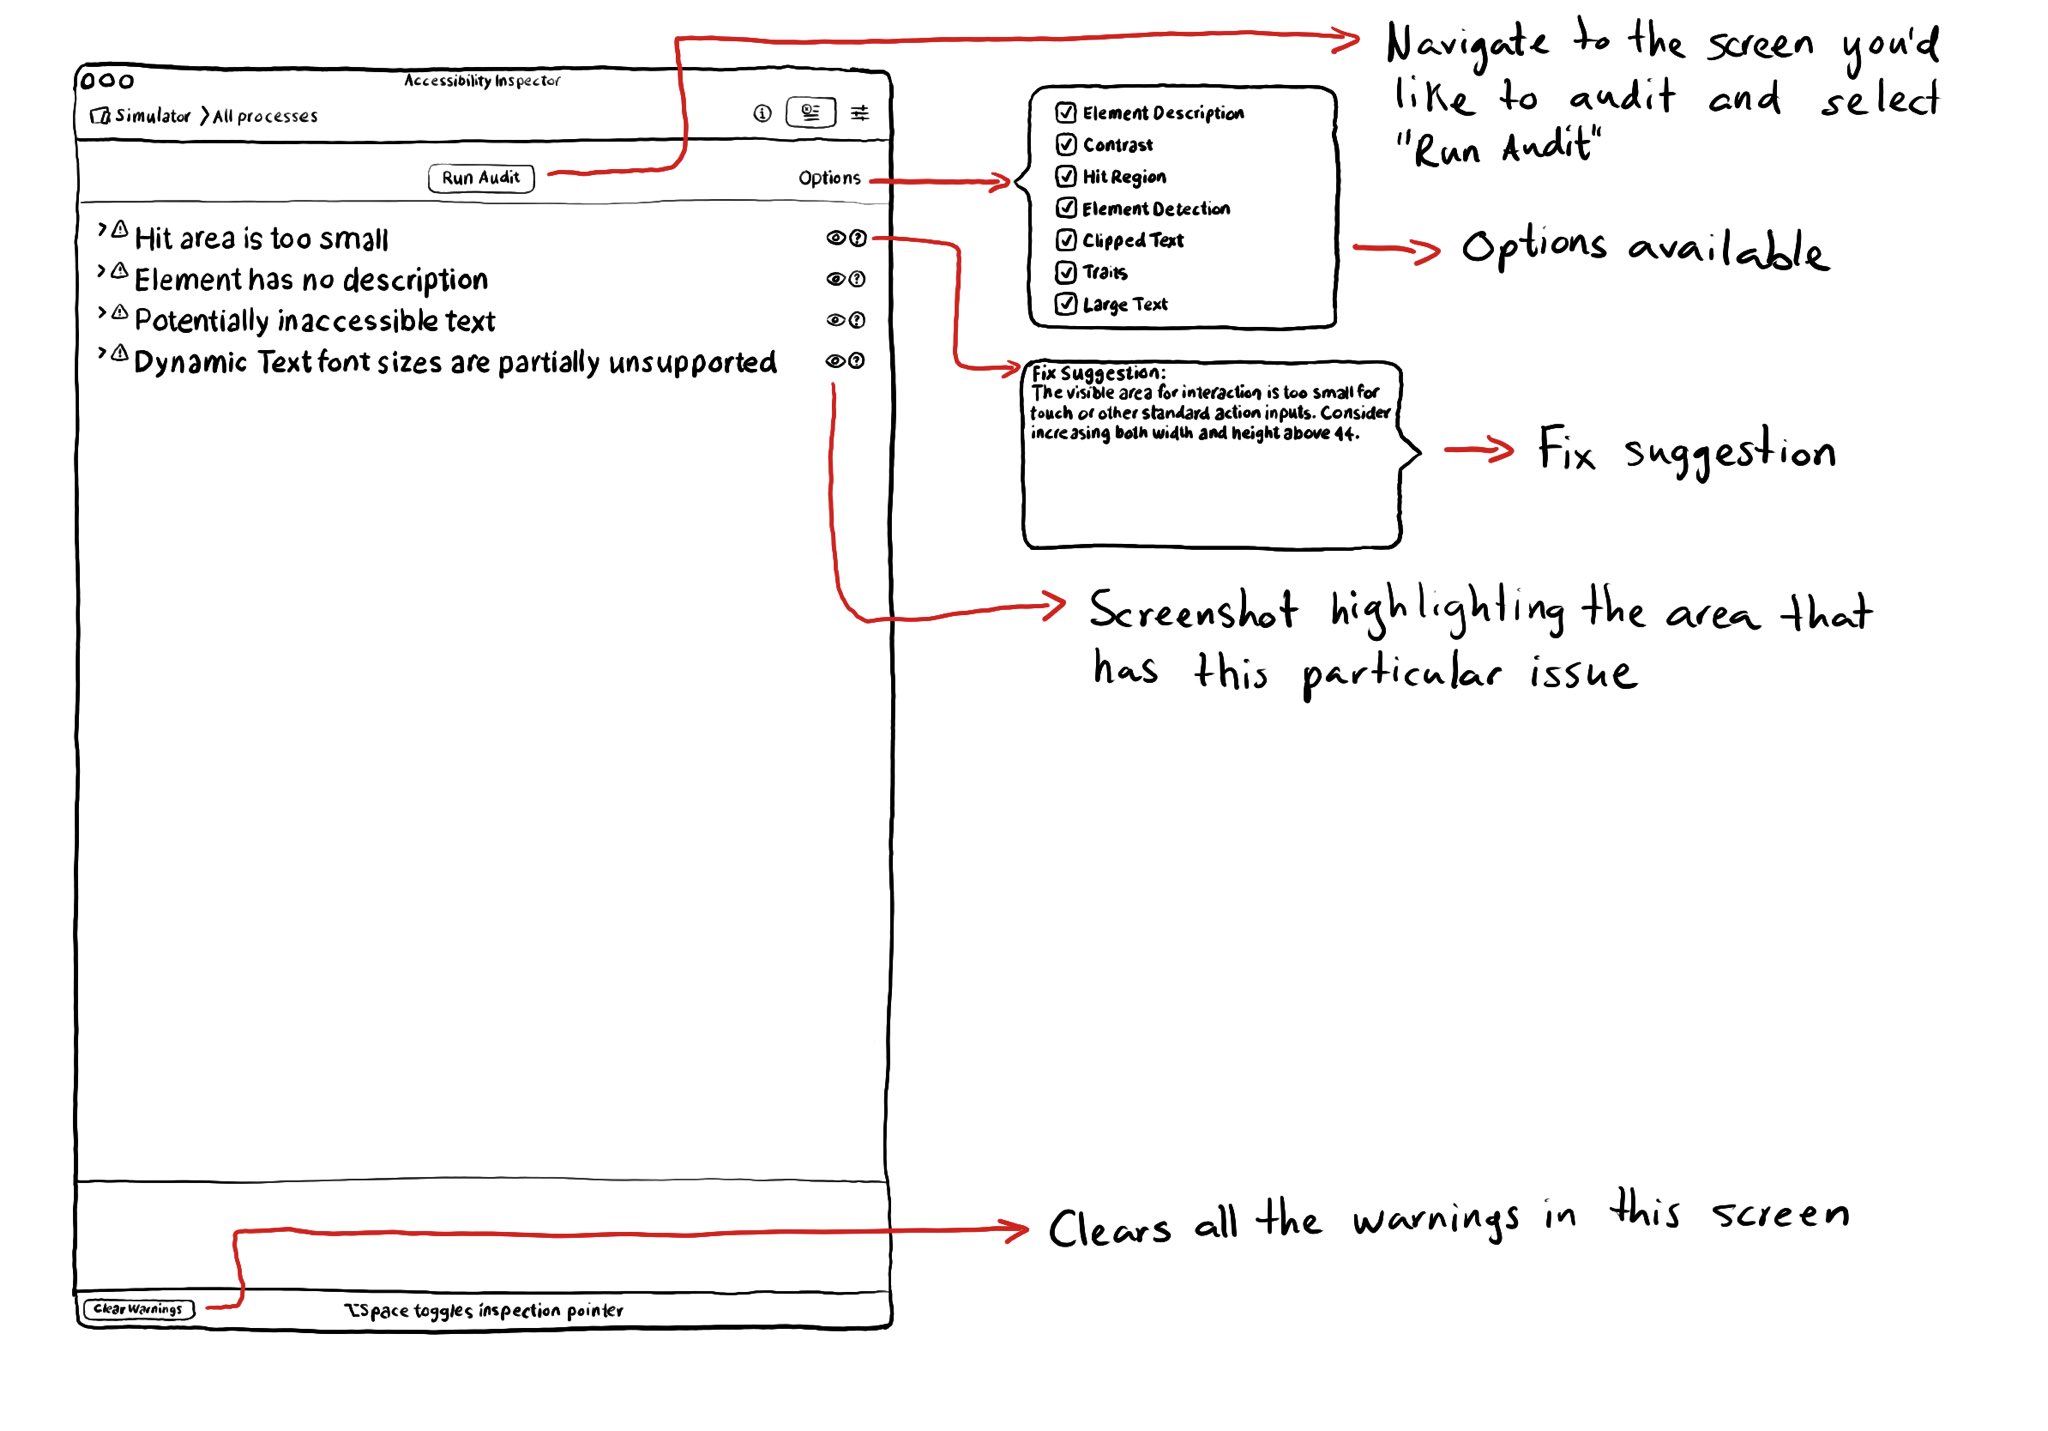 Accessibility Inspector
Simulator > All processes
Run Audit
Options
Hit area is too small
Element has no description
Potentially inaccessible text
Dynamic Text font sizes are partially unsupported
Clear Warnings
⌥Space toggles inspection pointer
Navigate to the screen you'd
like to audit and select
"Run Audit"
Element Description
Contrast
Hit Region
Element Detection
Clipped Text
Traits
Large Text
Options available
Fix Suggestion:
The visible area for interaction is too small for
touch or other standard action inputs. Consider
increasing both width and height above 44.
Fix suggestion
Screenshot highlighting the area that
has this particular issue
Clears all the warnings in this screen